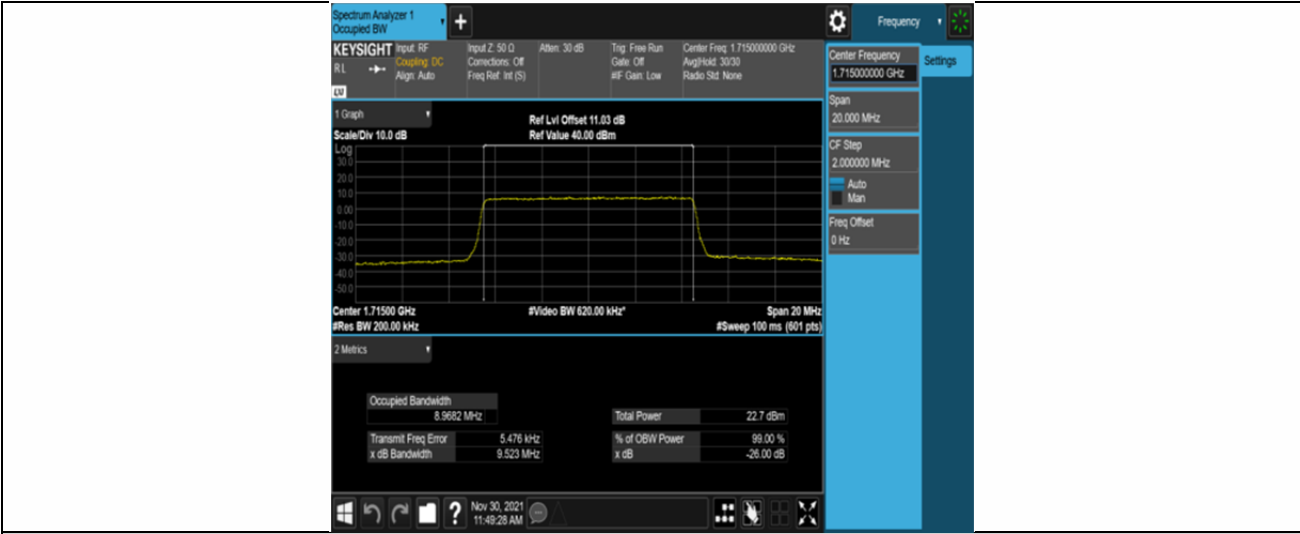 Spectrum Analyzer 1
Occupied BW
+
Frequency
KEYSIGHT
RL
LXI
Input: RF
Coupling: DC
Align: Auto
Input Z: 50 Ω
Corrections: Off
Freq Ref: Int (S)
Atten: 30 dB
Trig: Free Run
Gate: Off
#IF Gain: Low
Center Freq: 1.715000000 GHz
Avg|Hold: 30/30
Radio Std: None
Center Frequency
1.715000000 GHz
Settings
Span
20.000 MHz
CF Step
2.000000 MHz
Auto
Man
Freq Offset
0 Hz
1 Graph
Ref Lvl Offset 11.03 dB
Scale/Div 10.0 dB
Ref Value 40.00 dBm
Log
30.0
20.0
10.0
0.00
-10.0
-20.0
-30.0
-40.0
-50.0
Center 1.71500 GHz
#Video BW 620.00 kHz*
Span 20 MHz
#Res BW 200.00 kHz
#Sweep 100 ms (601 pts)
2 Metrics
Occupied Bandwidth
8.9682 MHz
Total Power 22.7 dBm
Transmit Freq Error 5.476 kHz
% of OBW Power 99.00 %
x dB Bandwidth 9.523 MHz
x dB -26.00 dB
?
Nov 30, 2021
11:49:28 AM